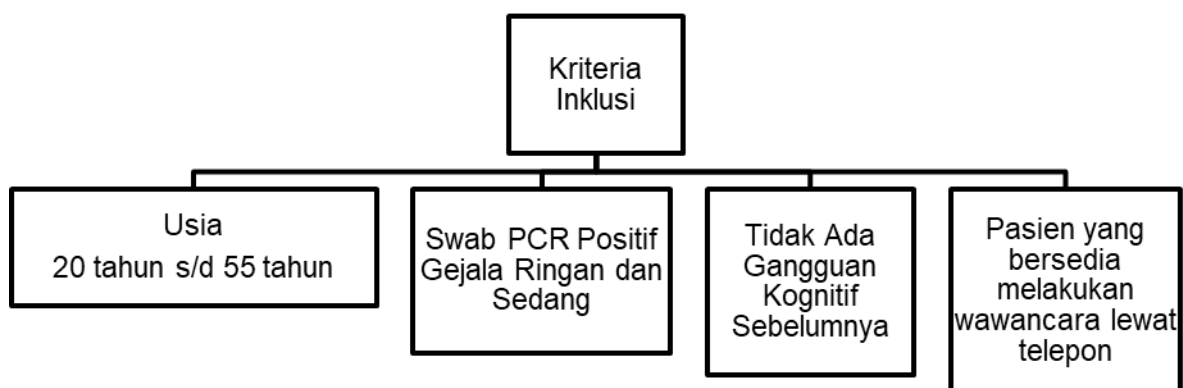 Kriteria
Inklusi
Usia
20 tahun s/d 55 tahun
Swab PCR Positif
Gejala Ringan dan
Sedang
Tidak Ada
Gangguan
Kognitif
Sebelumnya
Pasien yang
bersedia
melakukan
wawancara lewat
telepon